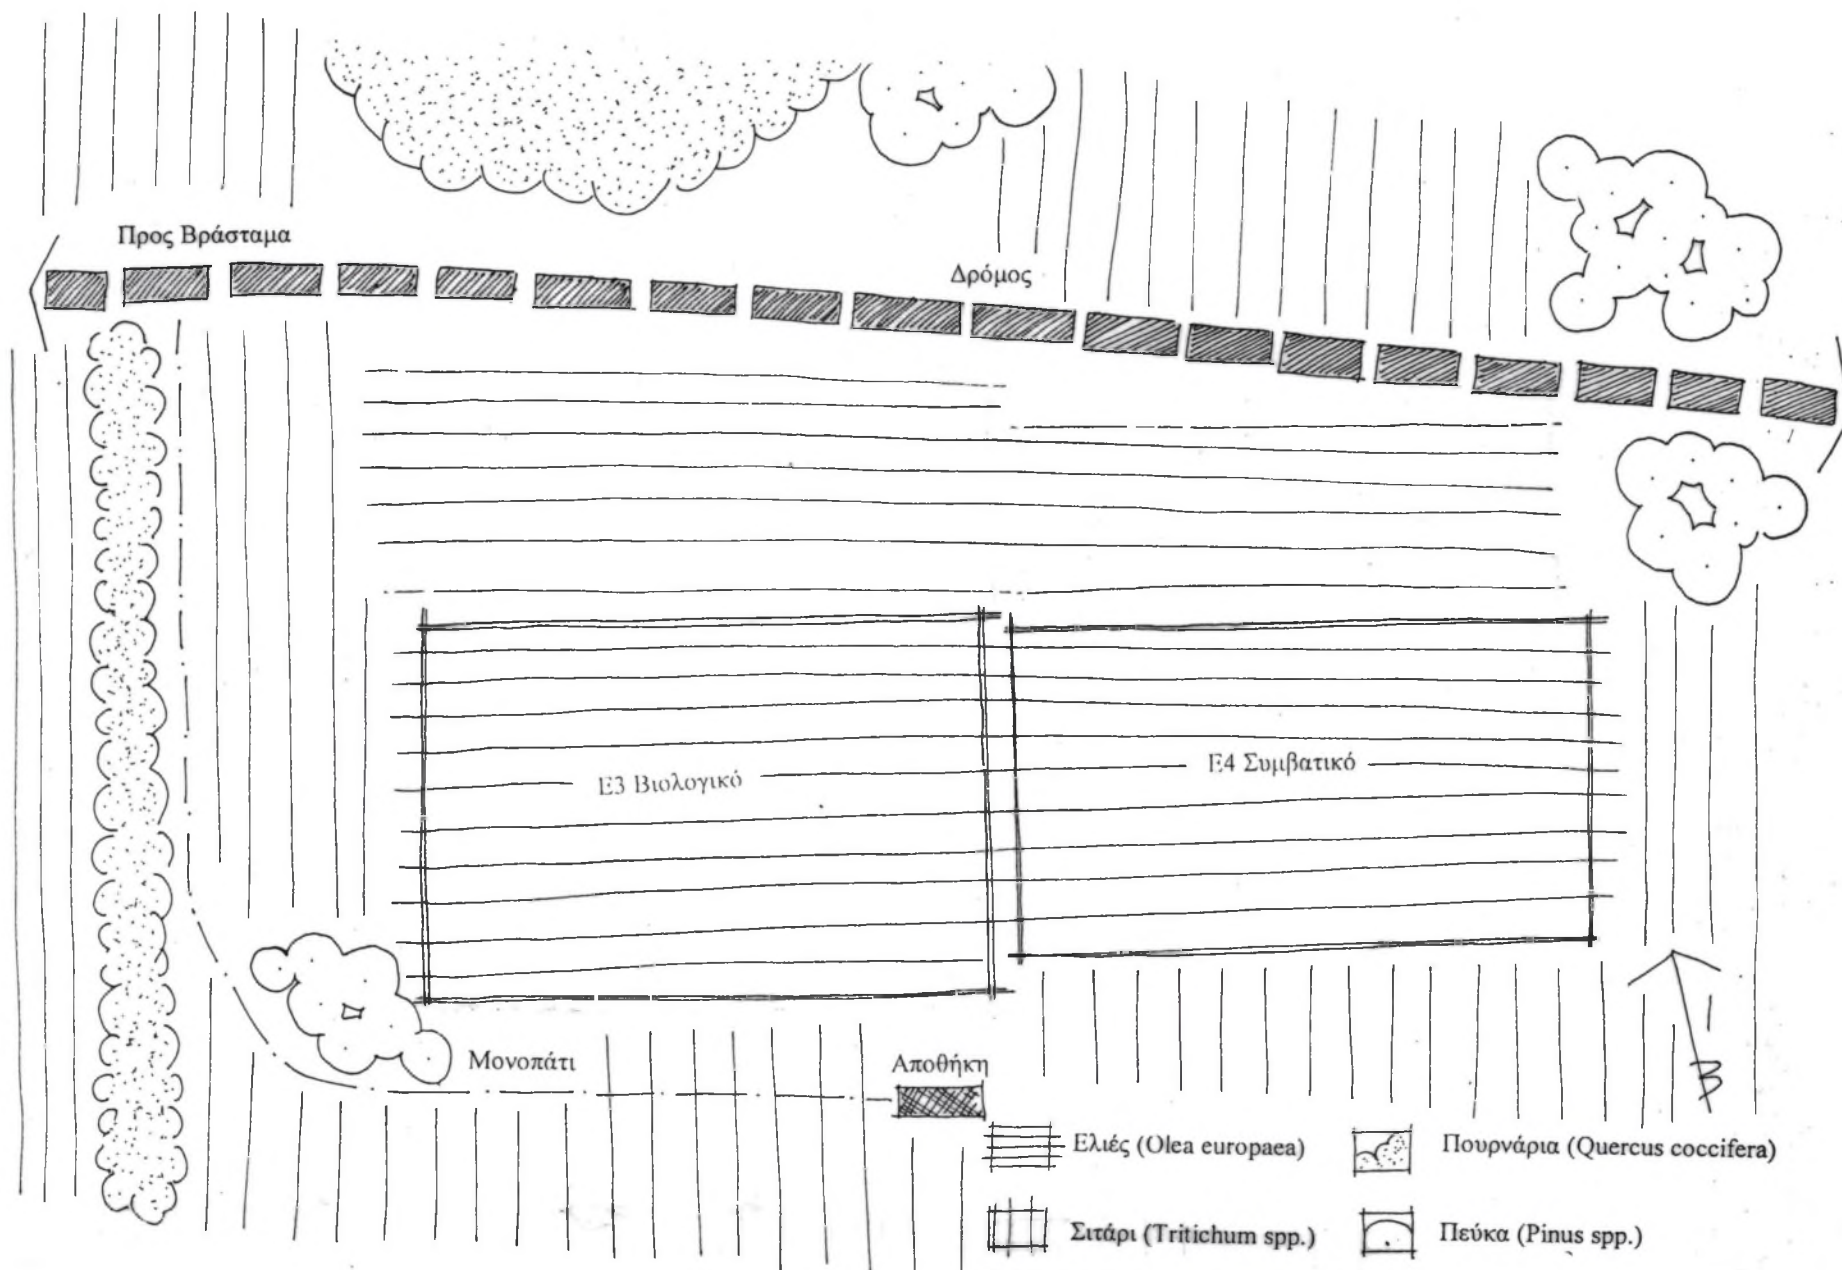 Προς Βράσταμα
Δρόμος
Ε3 Βιολογικό
Ε4 Συμβατικό
Μονοπάτι
Αποθήκη
Β
Ελιές (Olea europaea)
Πουρνάρια (Quercus coccifera)
Σιτάρι (Tritichum spp.)
Πεύκα (Pinus spp.)